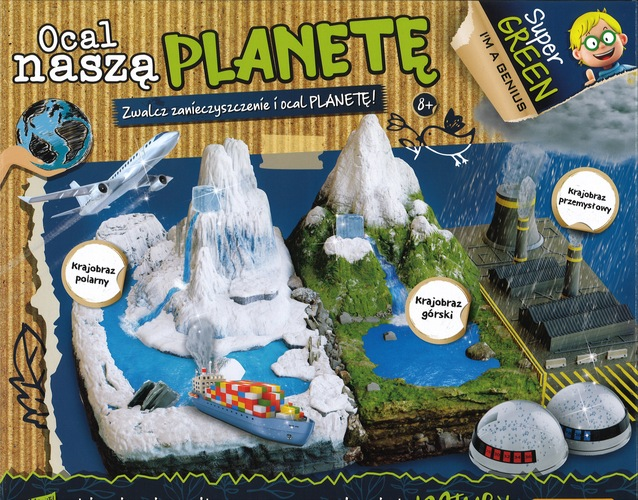 Ocal
naszą PLANETĘ
Zwalcz zanieczyszczenie i ocal PLANETĘ!
8+
Super
GREEN
I'M A GENIUS
Krajobraz
przemysłowy
Krajobraz
polarny
Krajobraz
górski